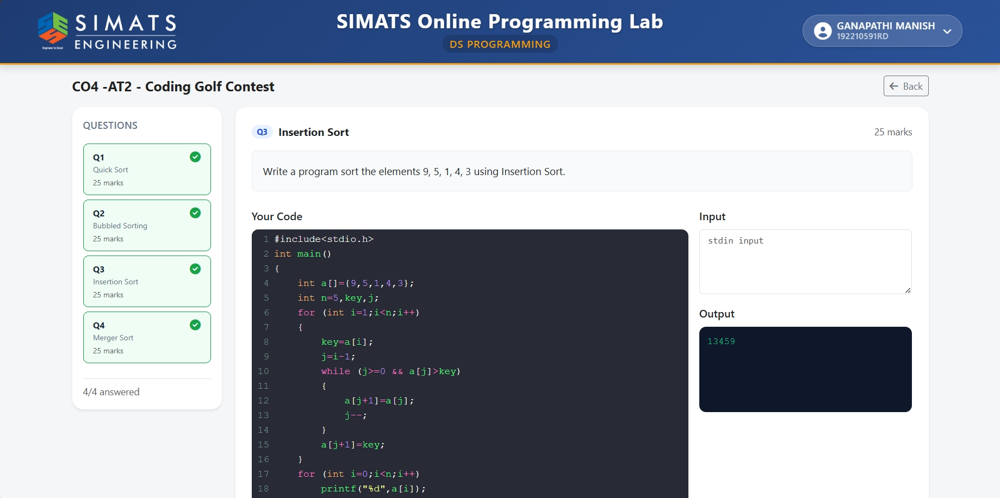 SIMATS
ENGINEERING
Engineer to Excel
SIMATS Online Programming Lab
DS PROGRAMMING
GANAPATHI MANISH
192210591RD
CO4 -AT2 - Coding Golf Contest
Back
QUESTIONS
Q1
Quick Sort
25 marks
Q2
Bubbled Sorting
25 marks
Q3
Insertion Sort
25 marks
Q4
Merger Sort
25 marks
4/4 answered
Q3 Insertion Sort
25 marks
Write a program sort the elements 9, 5, 1, 4, 3 using Insertion Sort.
Your Code
1 #include<stdio.h>
2 int main()
3 {
4     int a[]={9,5,1,4,3};
5     int n=5,key,j;
6     for (int i=1;i<n;i++)
7     {
8         key=a[i];
9         j=i-1;
10         while (j>=0 && a[j]>key)
11         {
12             a[j+1]=a[j];
13             j--;
14         }
15         a[j+1]=key;
16     }
17     for (int i=0;i<n;i++)
18         printf("%d",a[i]);
Input
stdin input
Output
13459